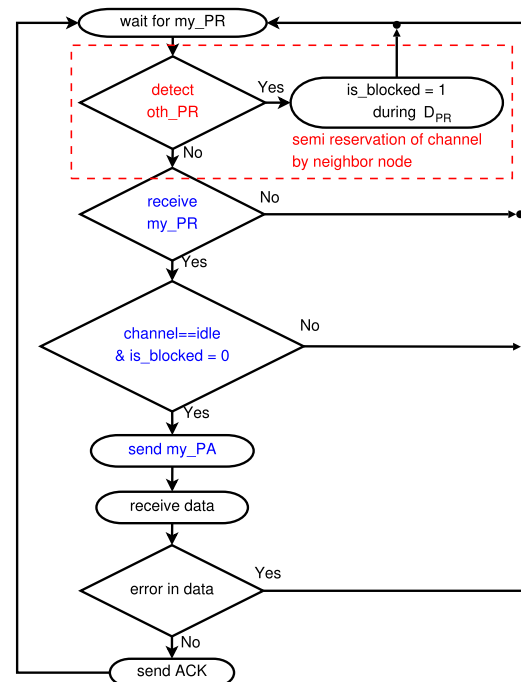 wait for my_PR
detect
oth_PR
Yes
is_blocked = 1
during D_PR
semi reservation of channel
by neighbor node
No
receive
my_PR
No
Yes
channel==idle
& is_blocked = 0
No
Yes
send my_PA
receive data
error in data
Yes
No
send ACK